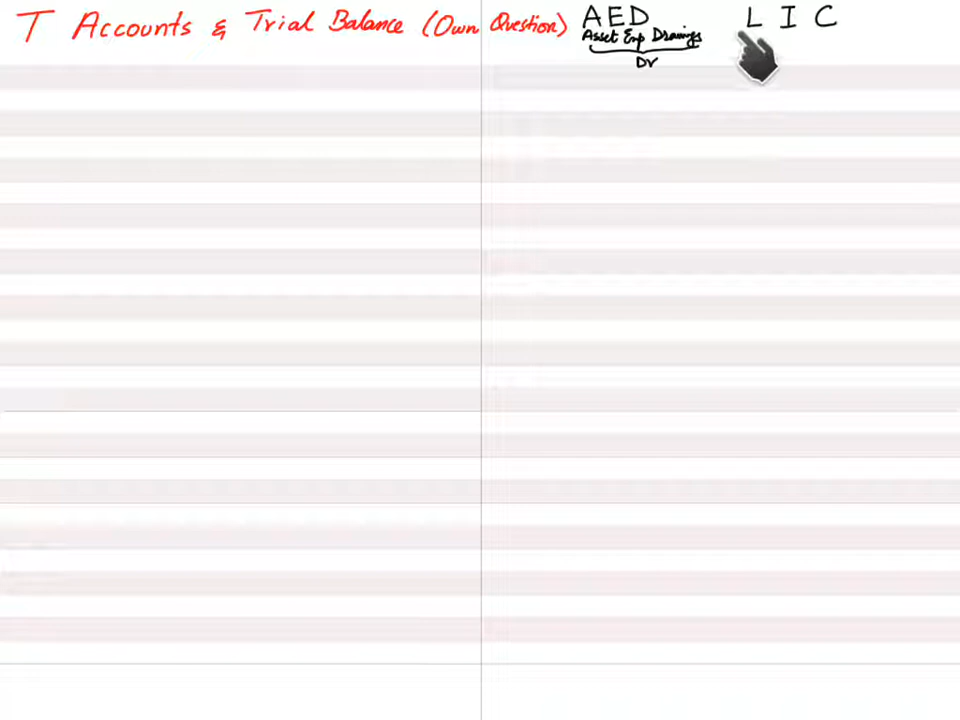 T Accounts & Trial Balance (Own Question)
AED
Asset Exp Drawings
Dr
L I C